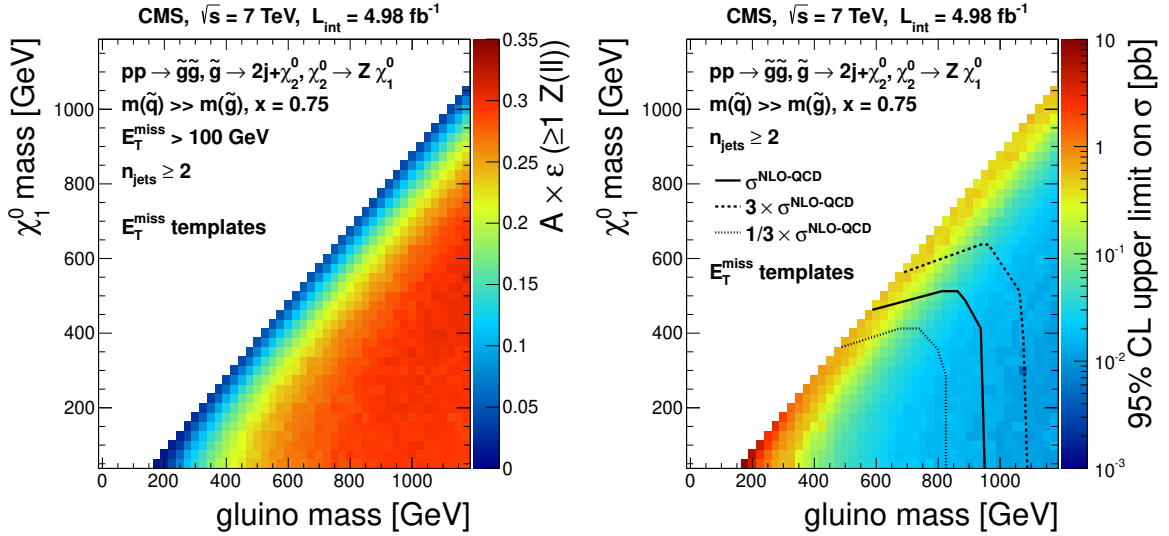 CMS, √s = 7 TeV, L_int = 4.98 fb⁻¹
pp → g̃g̃, g̃ → 2j+χ₂⁰, χ₂⁰ → Z χ₁⁰
m(q̃) >> m(g̃), x = 0.75
E_T^miss > 100 GeV
n_jets ≥ 2
E_T^miss templates
χ₁⁰ mass [GeV]
1000
800
600
400
200
0 200 400 600 800 1000
gluino mass [GeV]
0.35
0.3
0.25
0.2
0.15
0.1
0.05
0
A × ε (≥1 Z(ll))
CMS, √s = 7 TeV, L_int = 4.98 fb⁻¹
pp → g̃g̃, g̃ → 2j+χ₂⁰, χ₂⁰ → Z χ₁⁰
m(q̃) >> m(g̃), x = 0.75
n_jets ≥ 2
σ^NLO-QCD
3 × σ^NLO-QCD
1/3 × σ^NLO-QCD
E_T^miss templates
χ₁⁰ mass [GeV]
1000
800
600
400
200
0 200 400 600 800 1000
gluino mass [GeV]
10
1
10⁻¹
10⁻²
10⁻³
95% CL upper limit on σ [pb]